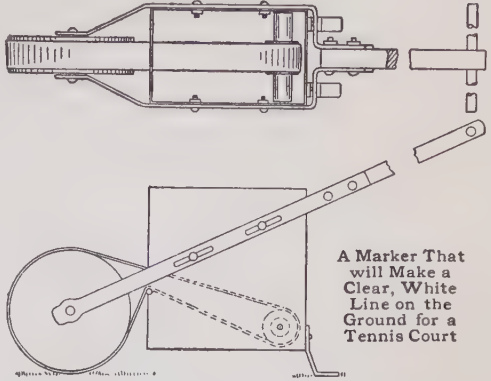 A Marker That
will Make a
Clear, White
Line on the
Ground for a
Tennis Court